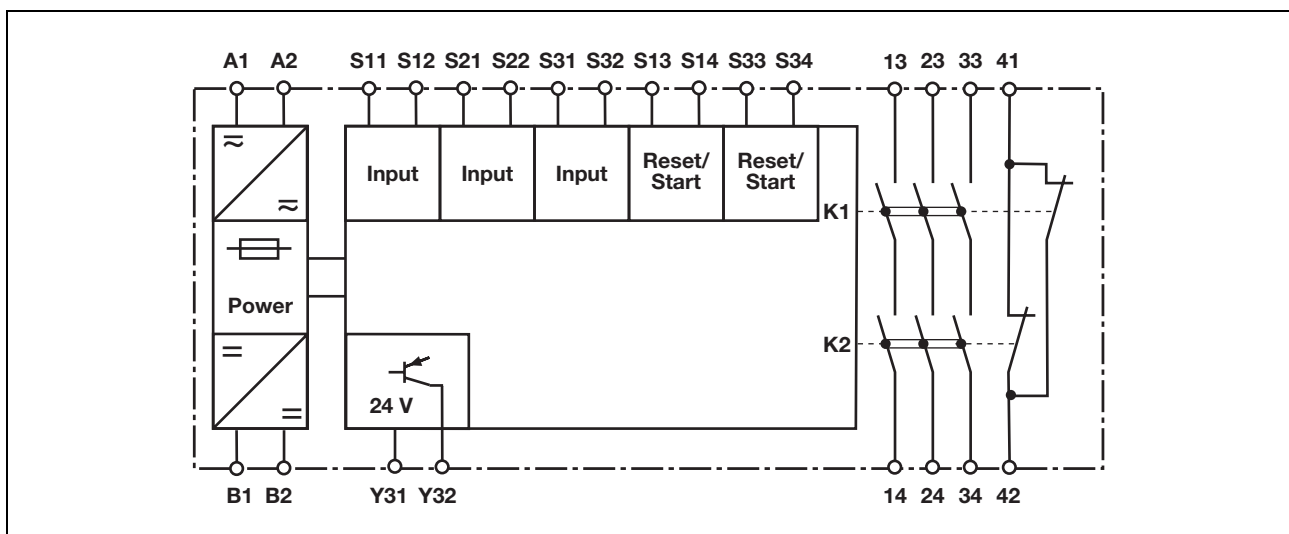 A1 A2 S11 S12 S21 S22 S31 S32 S13 S14 S33 S34 13 23 33 41
Input Input Input Reset/ Reset/
Start Start
K1
Power
K2
24 V
B1 B2 Y31 Y32 14 24 34 42